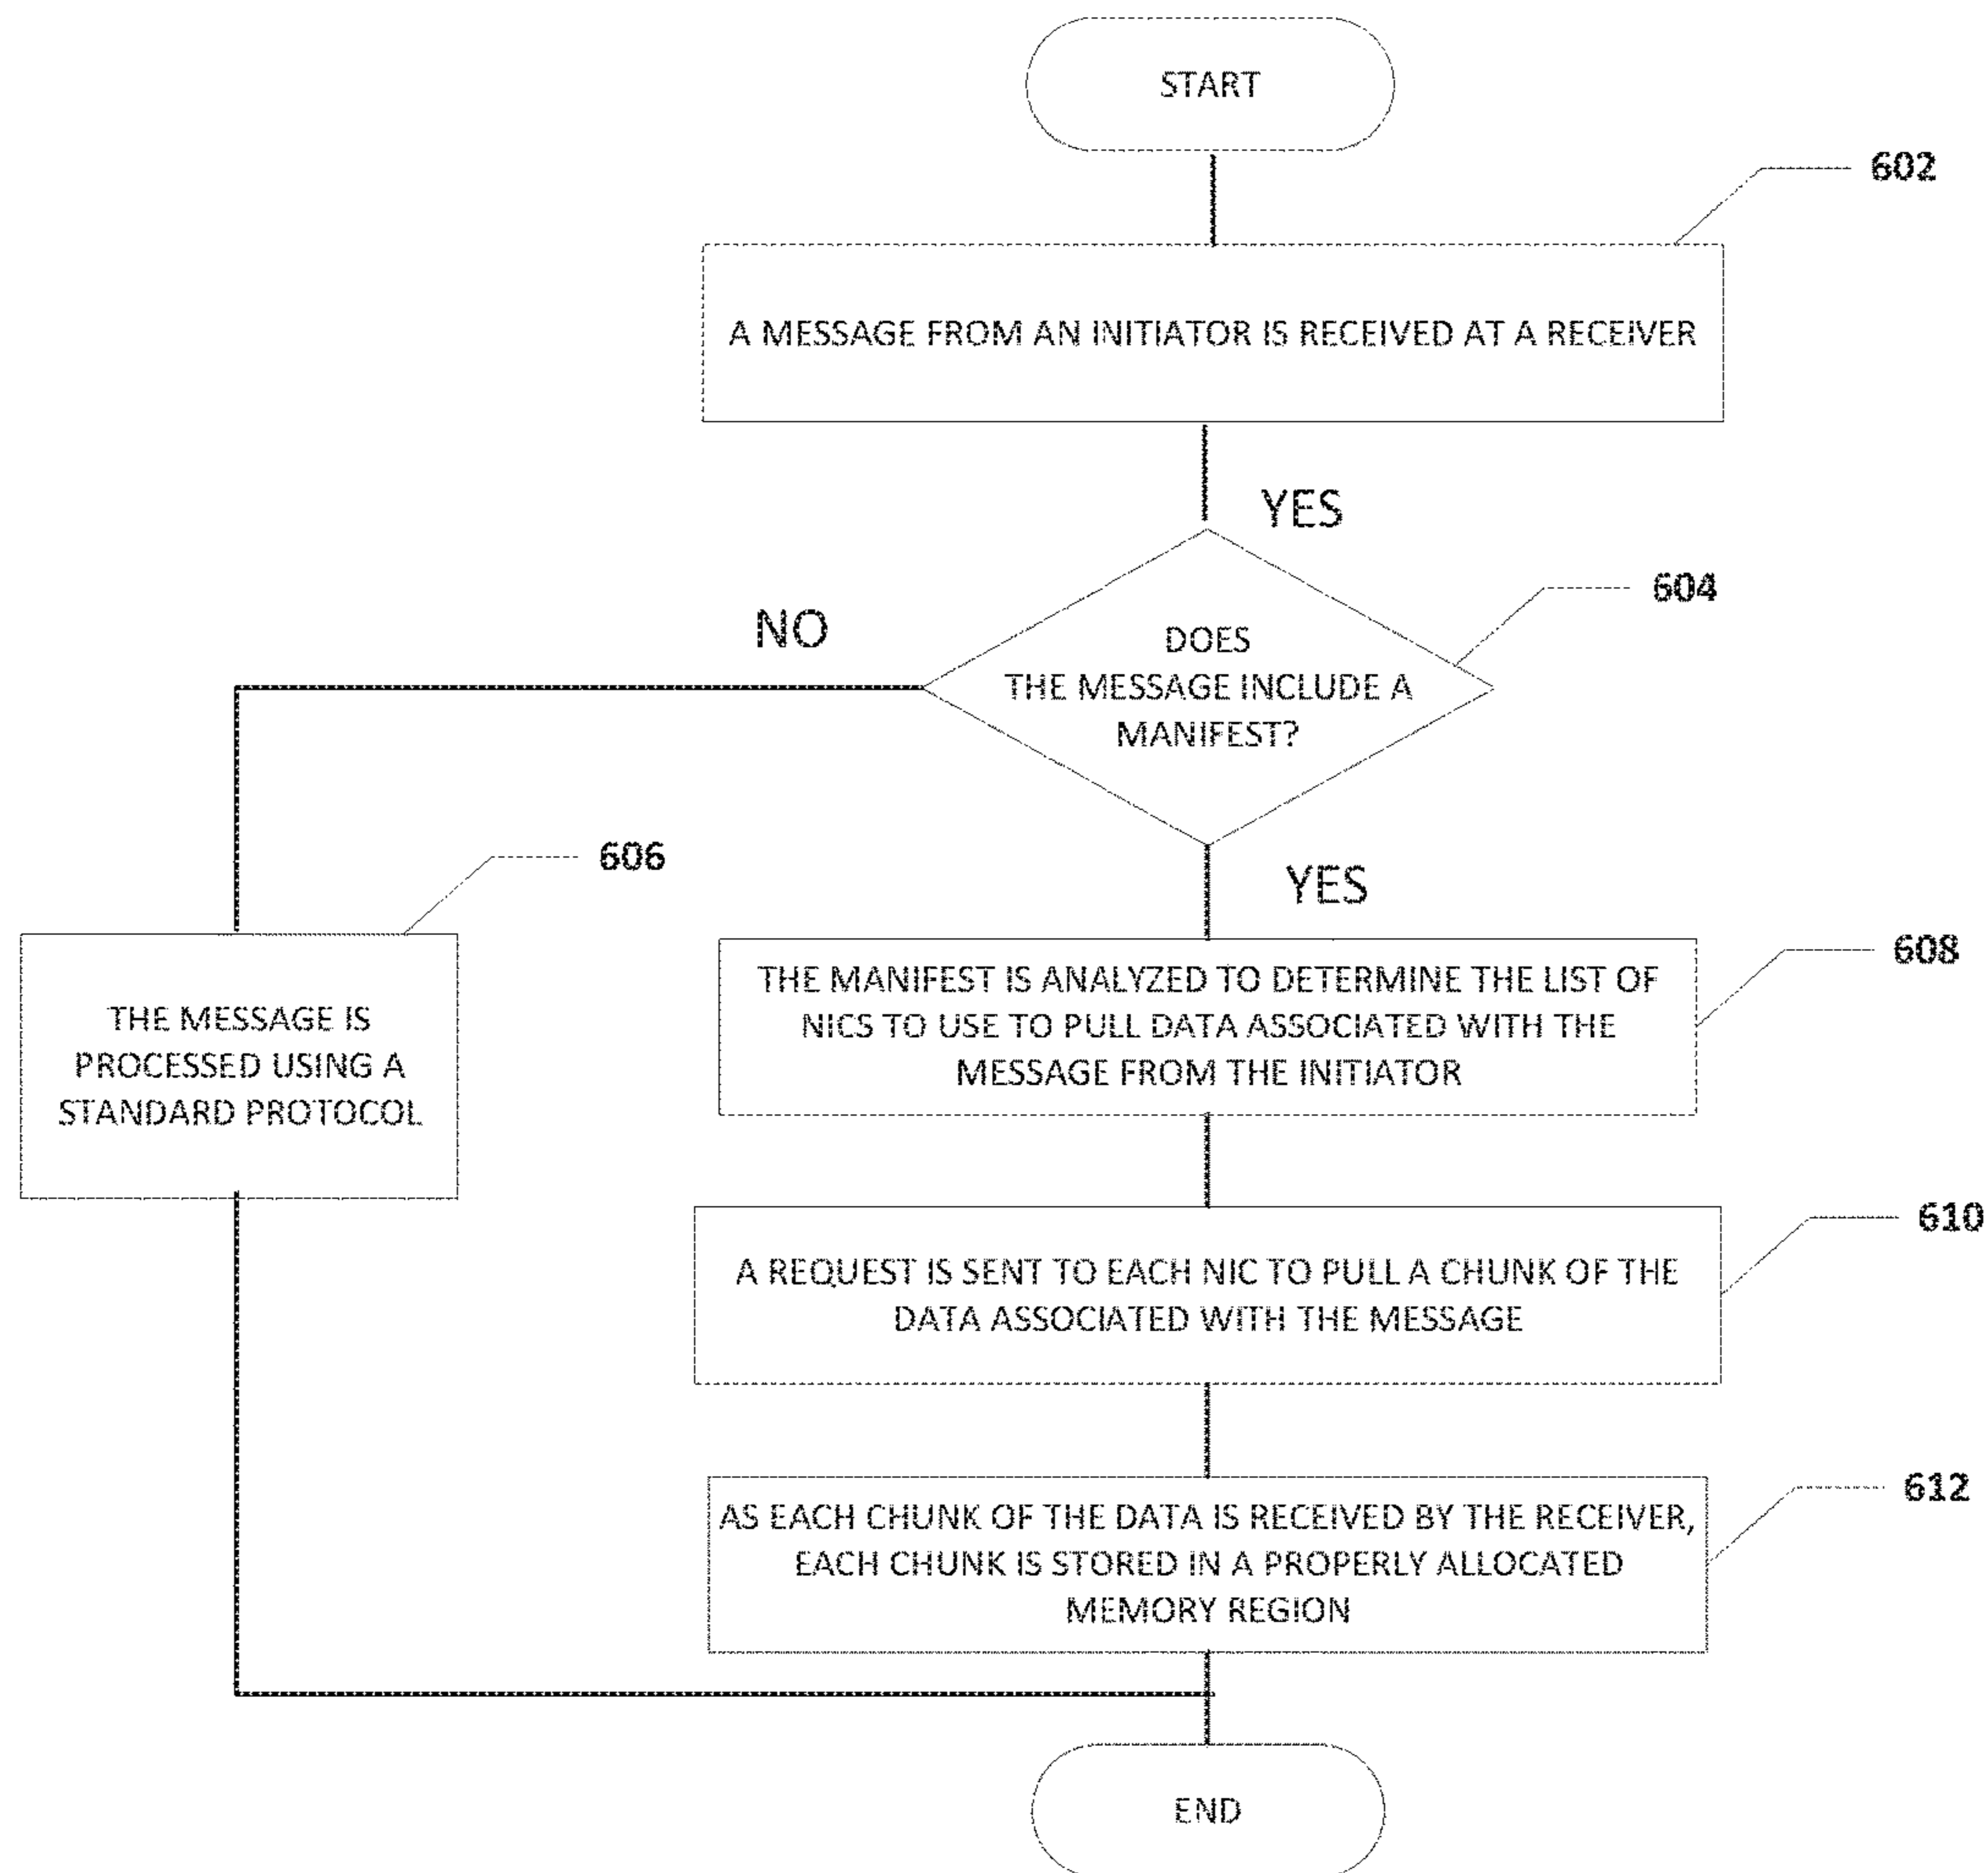 START
602
A MESSAGE FROM AN INITIATOR IS RECEIVED AT A RECEIVER
YES
604
NO
DOES
THE MESSAGE INCLUDE A
MANIFEST?
606
YES
608
THE MANIFEST IS ANALYZED TO DETERMINE THE LIST OF
NICS TO USE TO PULL DATA ASSOCIATED WITH THE
MESSAGE FROM THE INITIATOR
THE MESSAGE IS
PROCESSED USING A
STANDARD PROTOCOL
610
A REQUEST IS SENT TO EACH NIC TO PULL A CHUNK OF THE
DATA ASSOCIATED WITH THE MESSAGE
612
AS EACH CHUNK OF THE DATA IS RECEIVED BY THE RECEIVER,
EACH CHUNK IS STORED IN A PROPERLY ALLOCATED
MEMORY REGION
END